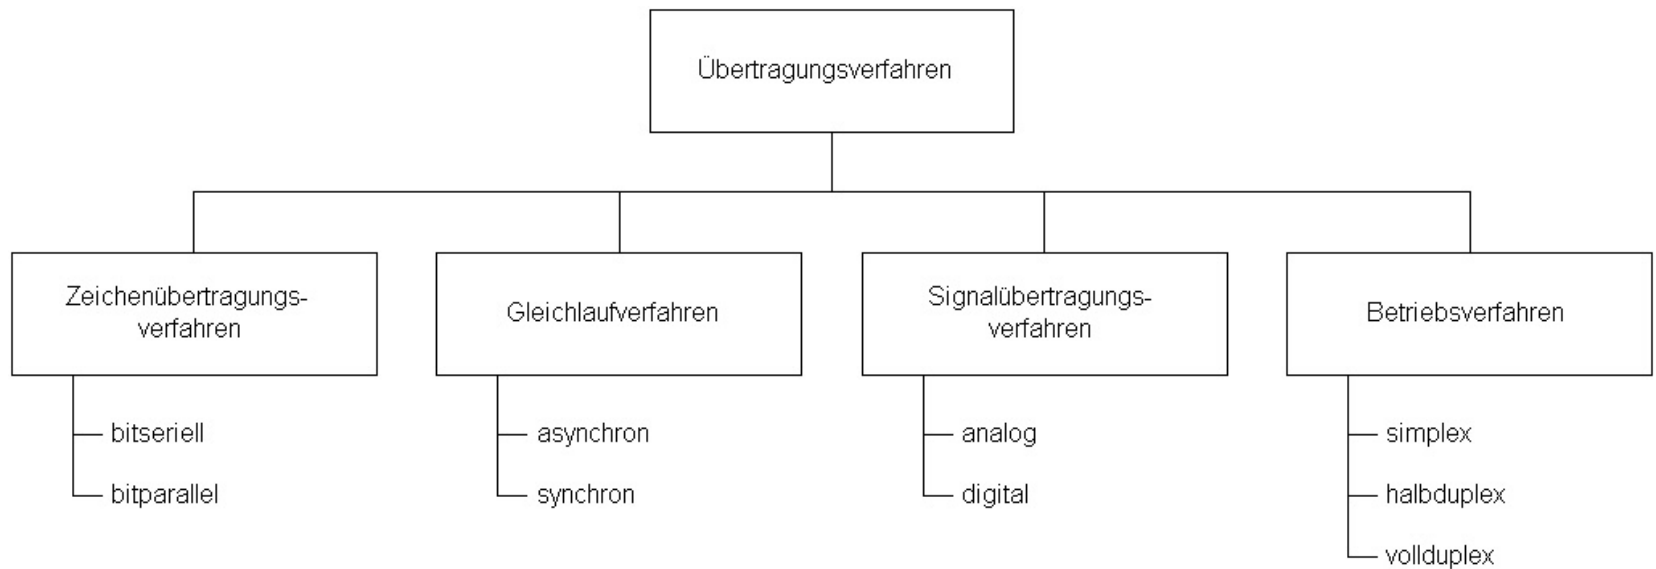 Übertragungsverfahren
Zeichenübertragungs-
verfahren
bitseriell
bitparallel
Gleichlaufverfahren
asynchron
synchron
Signalübertragungs-
verfahren
analog
digital
Betriebsverfahren
simplex
halbduplex
vollduplex